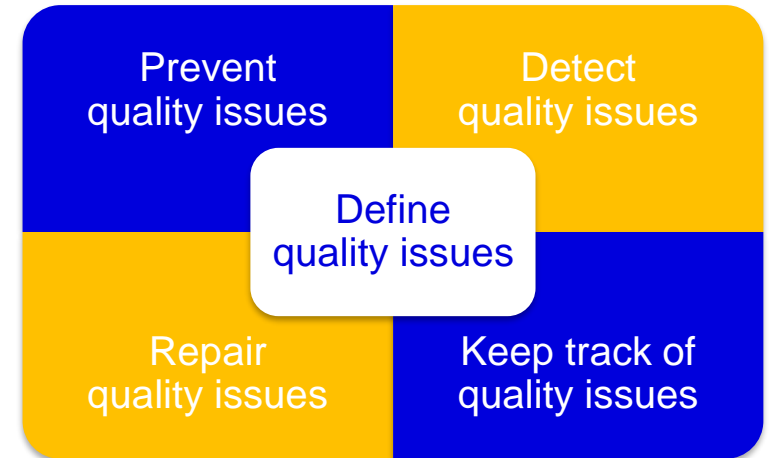 Prevent
quality issues
Detect
quality issues
Define
quality issues
Repair
quality issues
Keep track of
quality issues